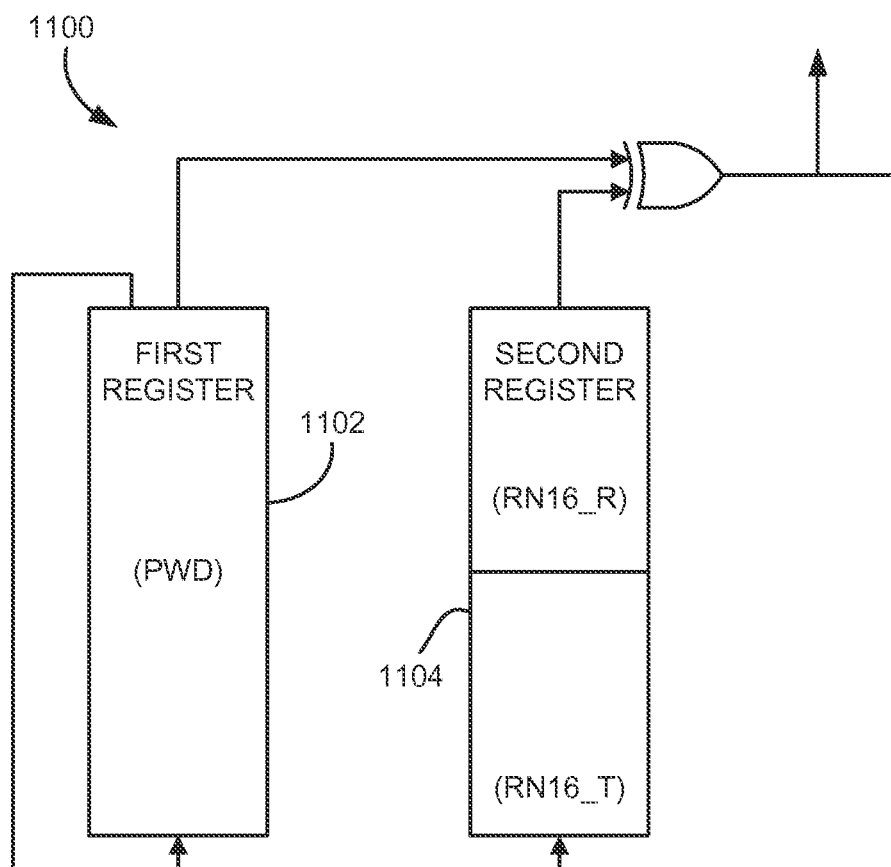 1100
FIRST
REGISTER
(PWD)
1102
SECOND
REGISTER
(RN16_R)
1104
(RN16_T)